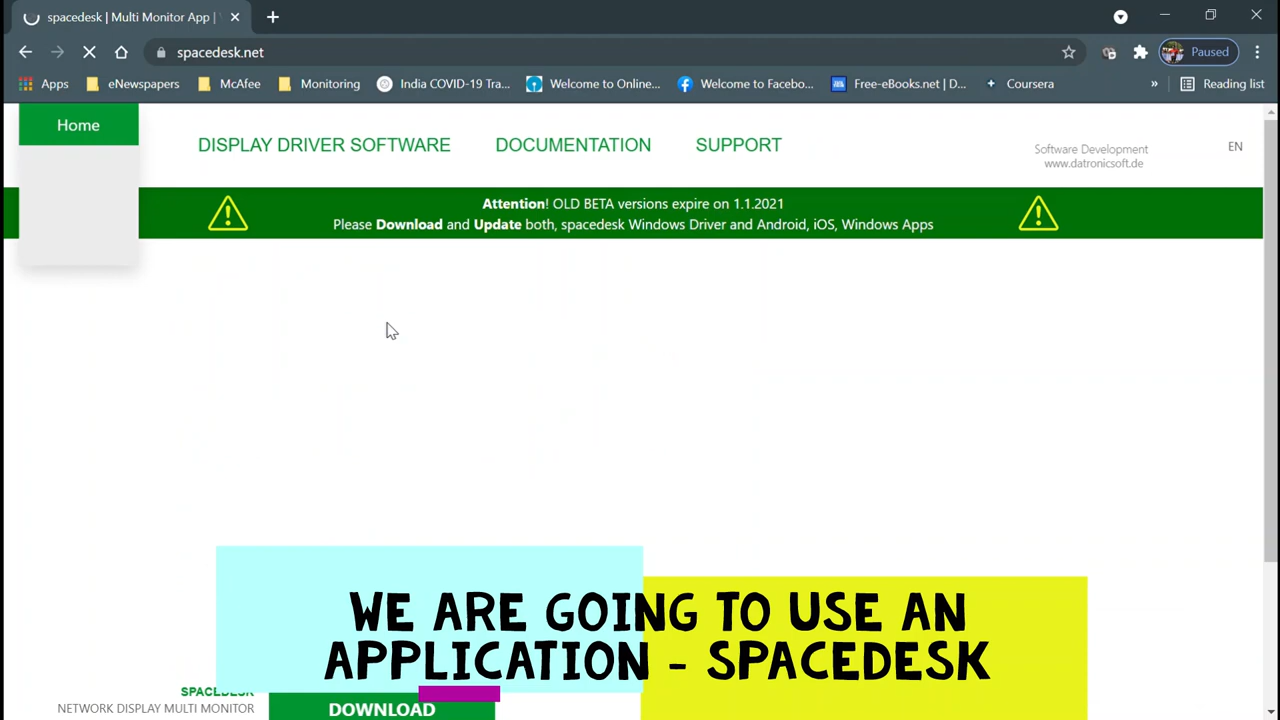 spacedesk | Multi Monitor App |
Paused
spacedesk.net
Apps
eNewspapers
McAfee
Monitoring
India COVID-19 Tra...
Welcome to Online...
Welcome to Facebo...
Free-eBooks.net | D...
Coursera
»
Reading list
Home
DISPLAY DRIVER SOFTWARE
DOCUMENTATION
SUPPORT
Software Development
www.datronicsoft.de
EN
Attention! OLD BETA versions expire on 1.1.2021
Please Download and Update both, spacedesk Windows Driver and Android, iOS, Windows Apps
WE ARE GOING TO USE AN
APPLICATION - SPACEDESK
SPACEDESK
NETWORK DISPLAY MULTI MONITOR
DOWNLOAD